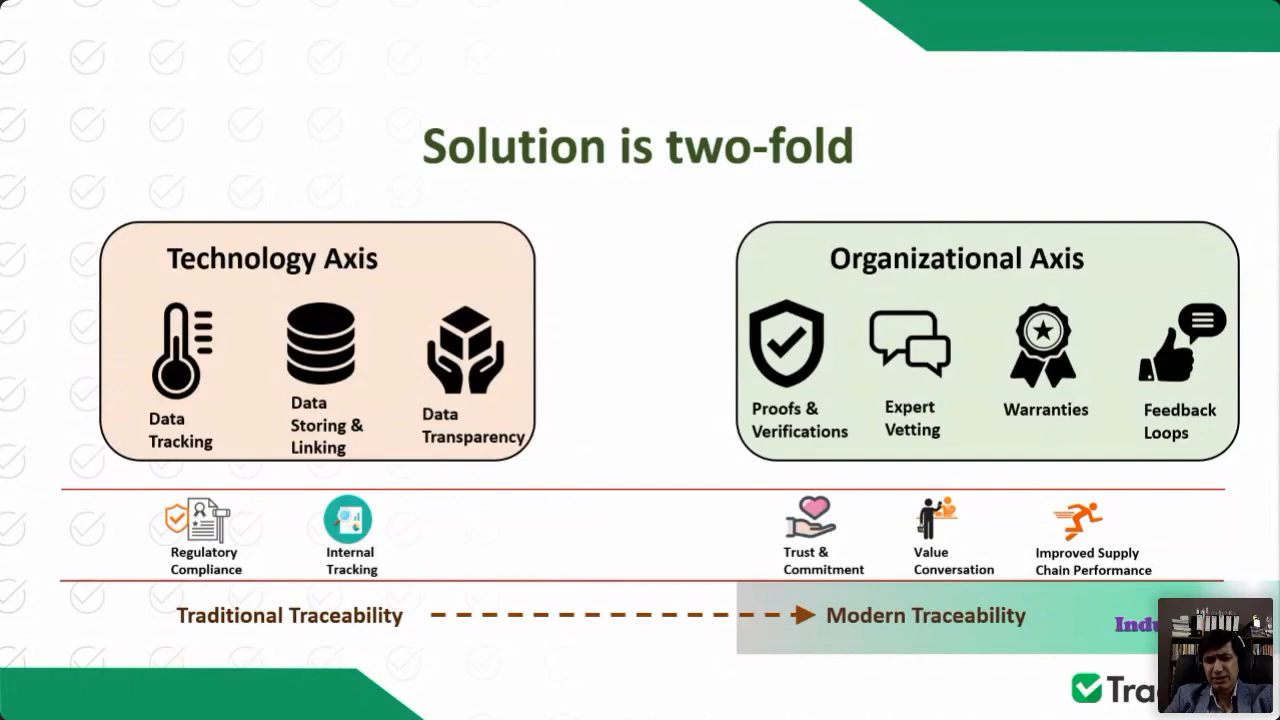 Solution is two-fold
Technology Axis
Data
Tracking
Data
Storing &
Linking
Data
Transparency
Organizational Axis
Proofs &
Verifications
Expert
Vetting
Warranties
Feedback
Loops
Regulatory
Compliance
Internal
Tracking
Trust &
Commitment
Value
Conversation
Improved Supply
Chain Performance
Traditional Traceability
Modern Traceability